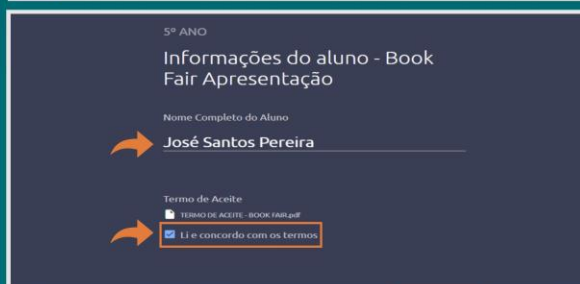 5º ANO
Informações do aluno - Book
Fair Apresentação
Nome Completo do Aluno
José Santos Pereira
Termo de Aceite
TERMO DE ACEITE - BOOK FAIR.pdf
Li e concordo com os termos